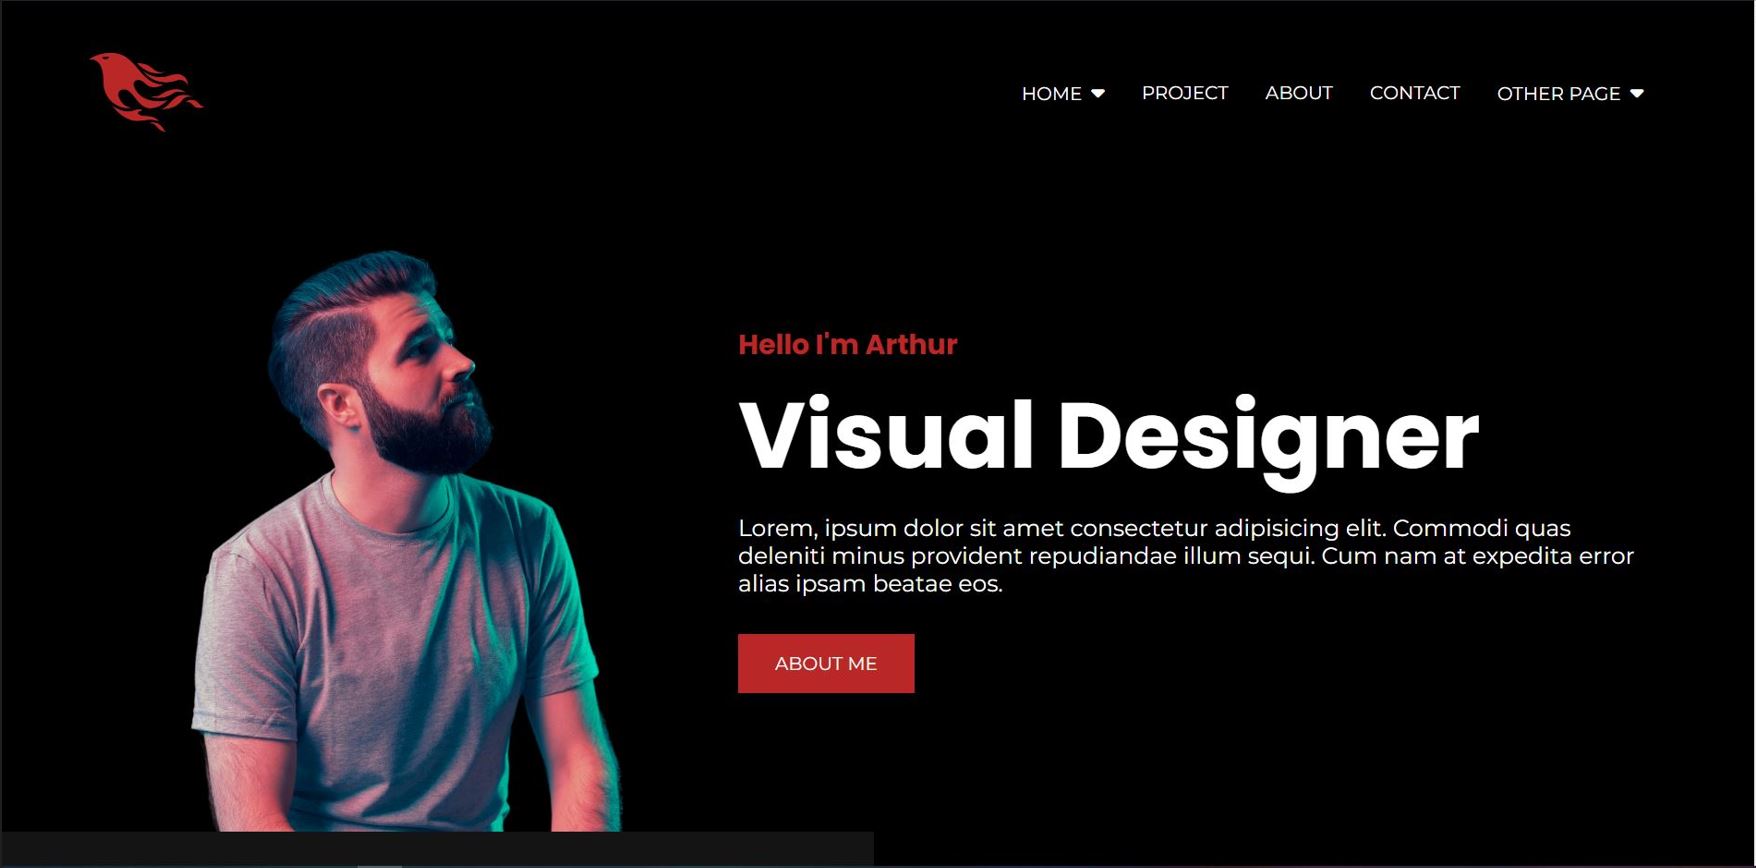 HOME PROJECT ABOUT CONTACT OTHER PAGE
Hello I'm Arthur
Visual Designer
Lorem, ipsum dolor sit amet consectetur adipisicing elit. Commodi quas
deleniti minus provident repudiandae illum sequi. Cum nam at expedita error
alias ipsam beatae eos.
ABOUT ME